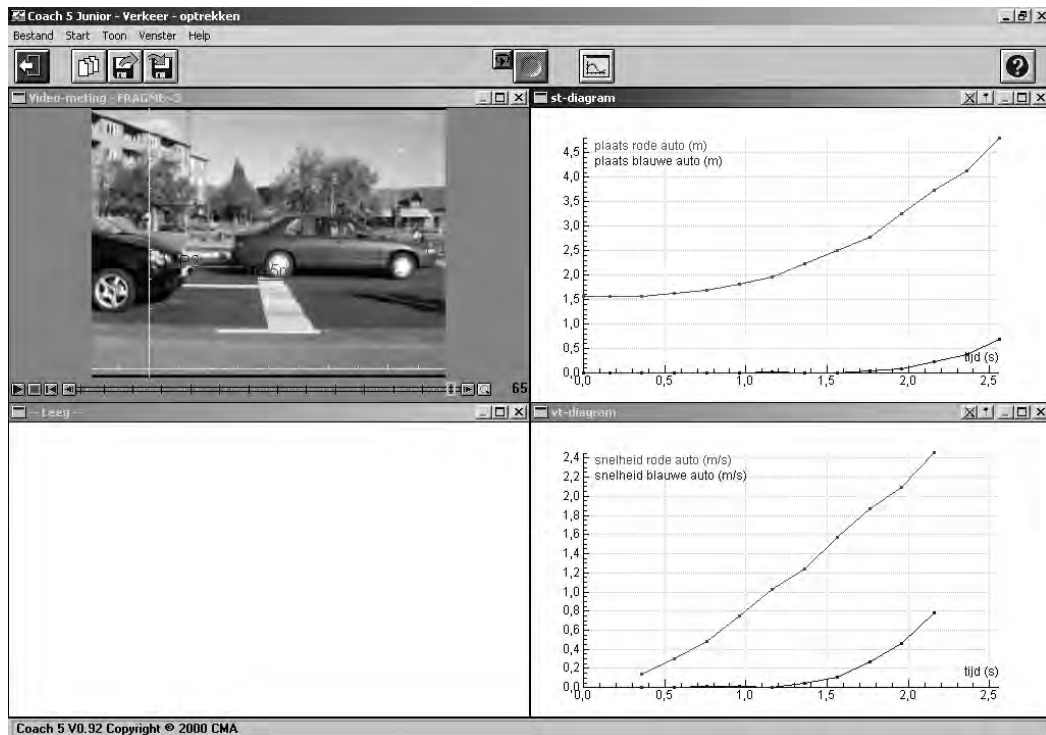 Coach 5 Junior - Verkeer - optrekken
Bestand Start Toon Venster Help
Video-meting - FRAGME~3
65
st-diagram
plaats rode auto (m)
plaats blauwe auto (m)
4,5
4,0
3,5
3,0
2,5
2,0
1,5
1,0
0,5
0,0
tijd (s)
0,0 0,5 1,0 1,5 2,0 2,5
-- Leeg --
vt-diagram
snelheid rode auto (m/s)
snelheid blauwe auto (m/s)
2,4
2,2
2,0
1,8
1,6
1,4
1,2
1,0
0,8
0,6
0,4
0,2
0,0
tijd (s)
0,0 0,5 1,0 1,5 2,0 2,5
Coach 5 V0.92 Copyright © 2000 CMA